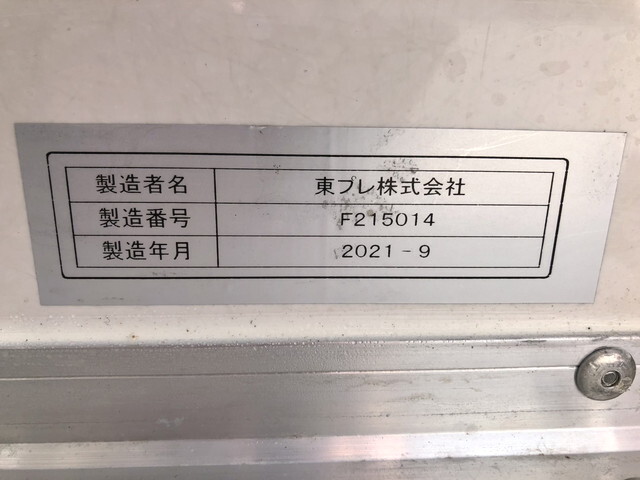 製造者名 東プレ株式会社
製造番号 F215014
製造年月 2021-9